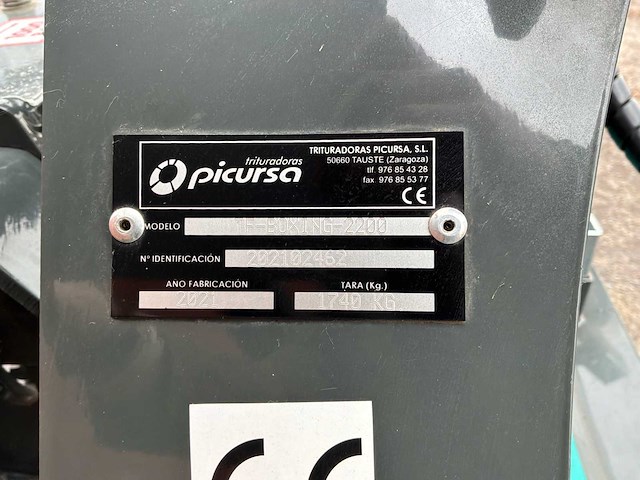 trituradoras
picursa
TRITURADORAS PICURSA, S.L.
50660 TAUSTE (Zaragoza)
tlf. 976 85 43 28
fax. 976 85 53 77
CE
MODELO
Nº IDENTIFICACIÓN 202102462
AÑO FABRICACIÓN TARA (Kg.)
2021 1740 KG
CE